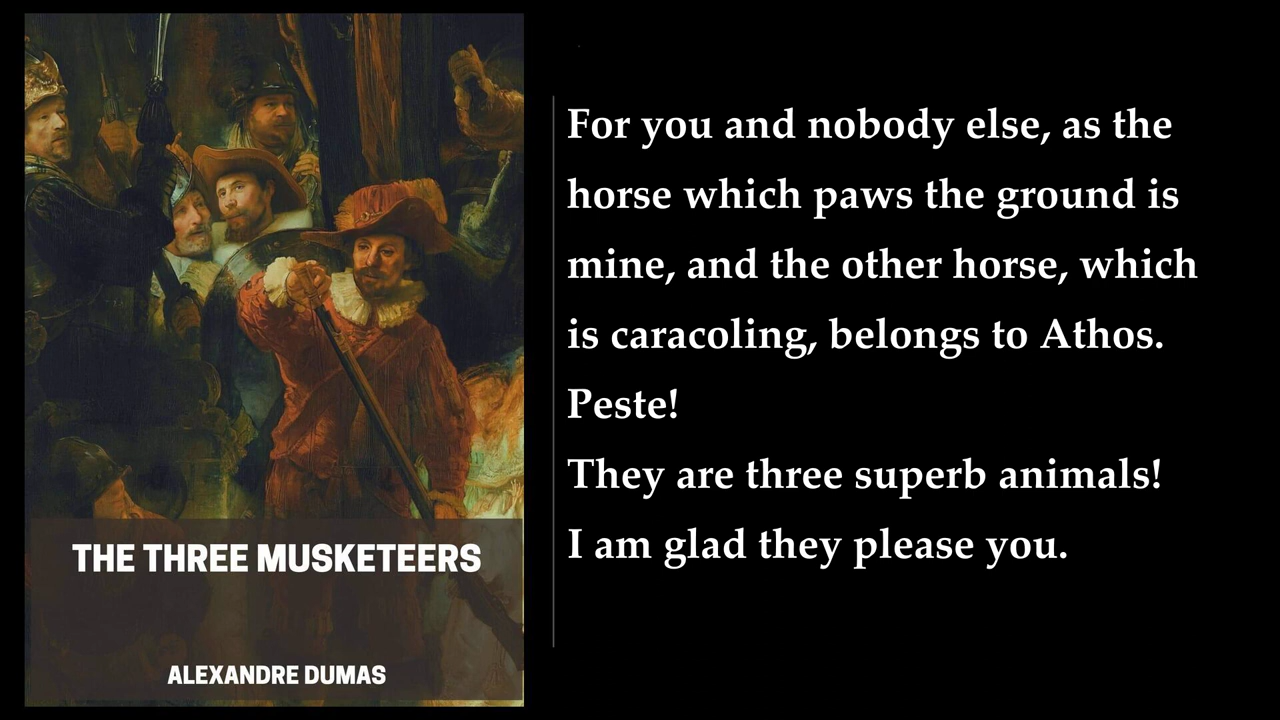 THE THREE MUSKETEERS
ALEXANDRE DUMAS
For you and nobody else, as the
horse which paws the ground is
mine, and the other horse, which
is caracoling, belongs to Athos.
Peste!
They are three superb animals!
I am glad they please you.